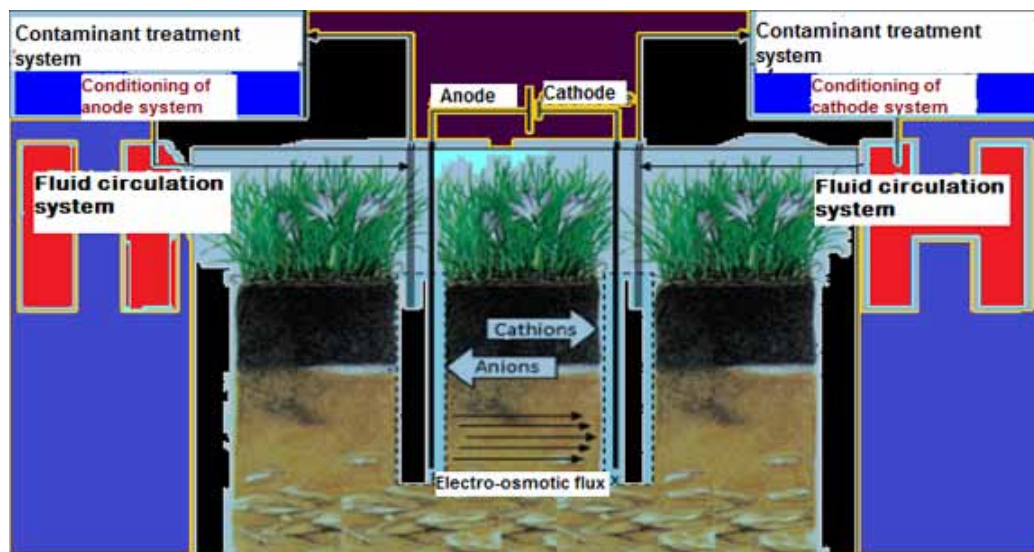 Contaminant treatment
system
Conditioning of
anode system
Anode
Cathode
Contaminant treatment
system
Conditioning of
cathode system
Fluid circulation
system
Fluid circulation
system
Cathions
Anions
Electro-osmotic flux